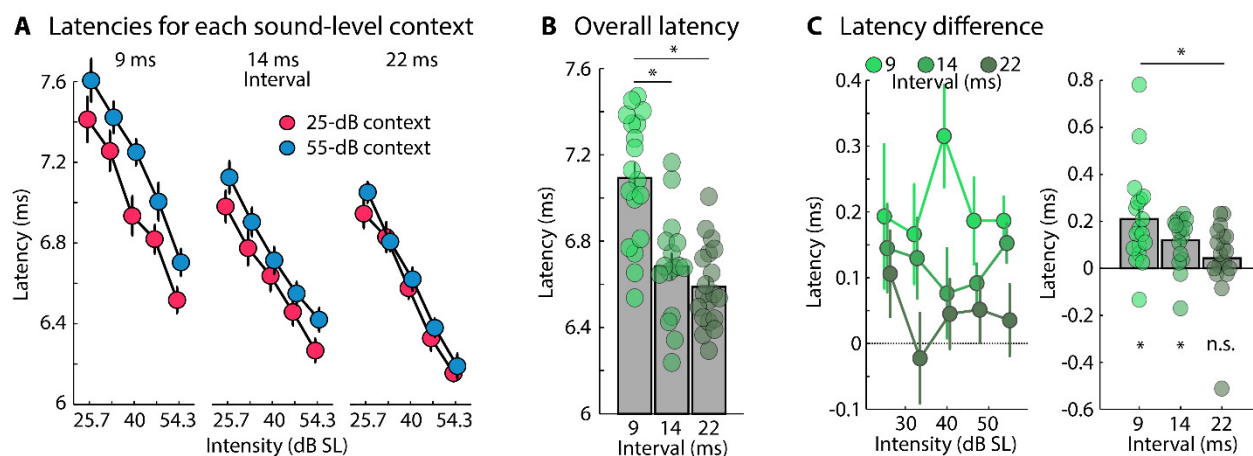 A Latencies for each sound-level context
9 ms 14 ms 22 ms
Interval
25-dB context
55-dB context
Latency (ms)
7.6
7.2
6.8
6.4
6
25.7 40 54.3 25.7 40 54.3 25.7 40 54.3
Intensity (dB SL)
B Overall latency
*
*
Latency (ms)
7.6
7.2
6.8
6.4
6
9 14 22
Interval (ms)
C Latency difference
9 14 22
Interval (ms)
Latency (ms)
0.4
0.3
0.2
0.1
0
-0.1
30 40 50
Intensity (dB SL)
*
Latency (ms)
0.8
0.6
0.4
0.2
0
-0.2
-0.4
-0.6
* * n.s.
9 14 22
Interval (ms)